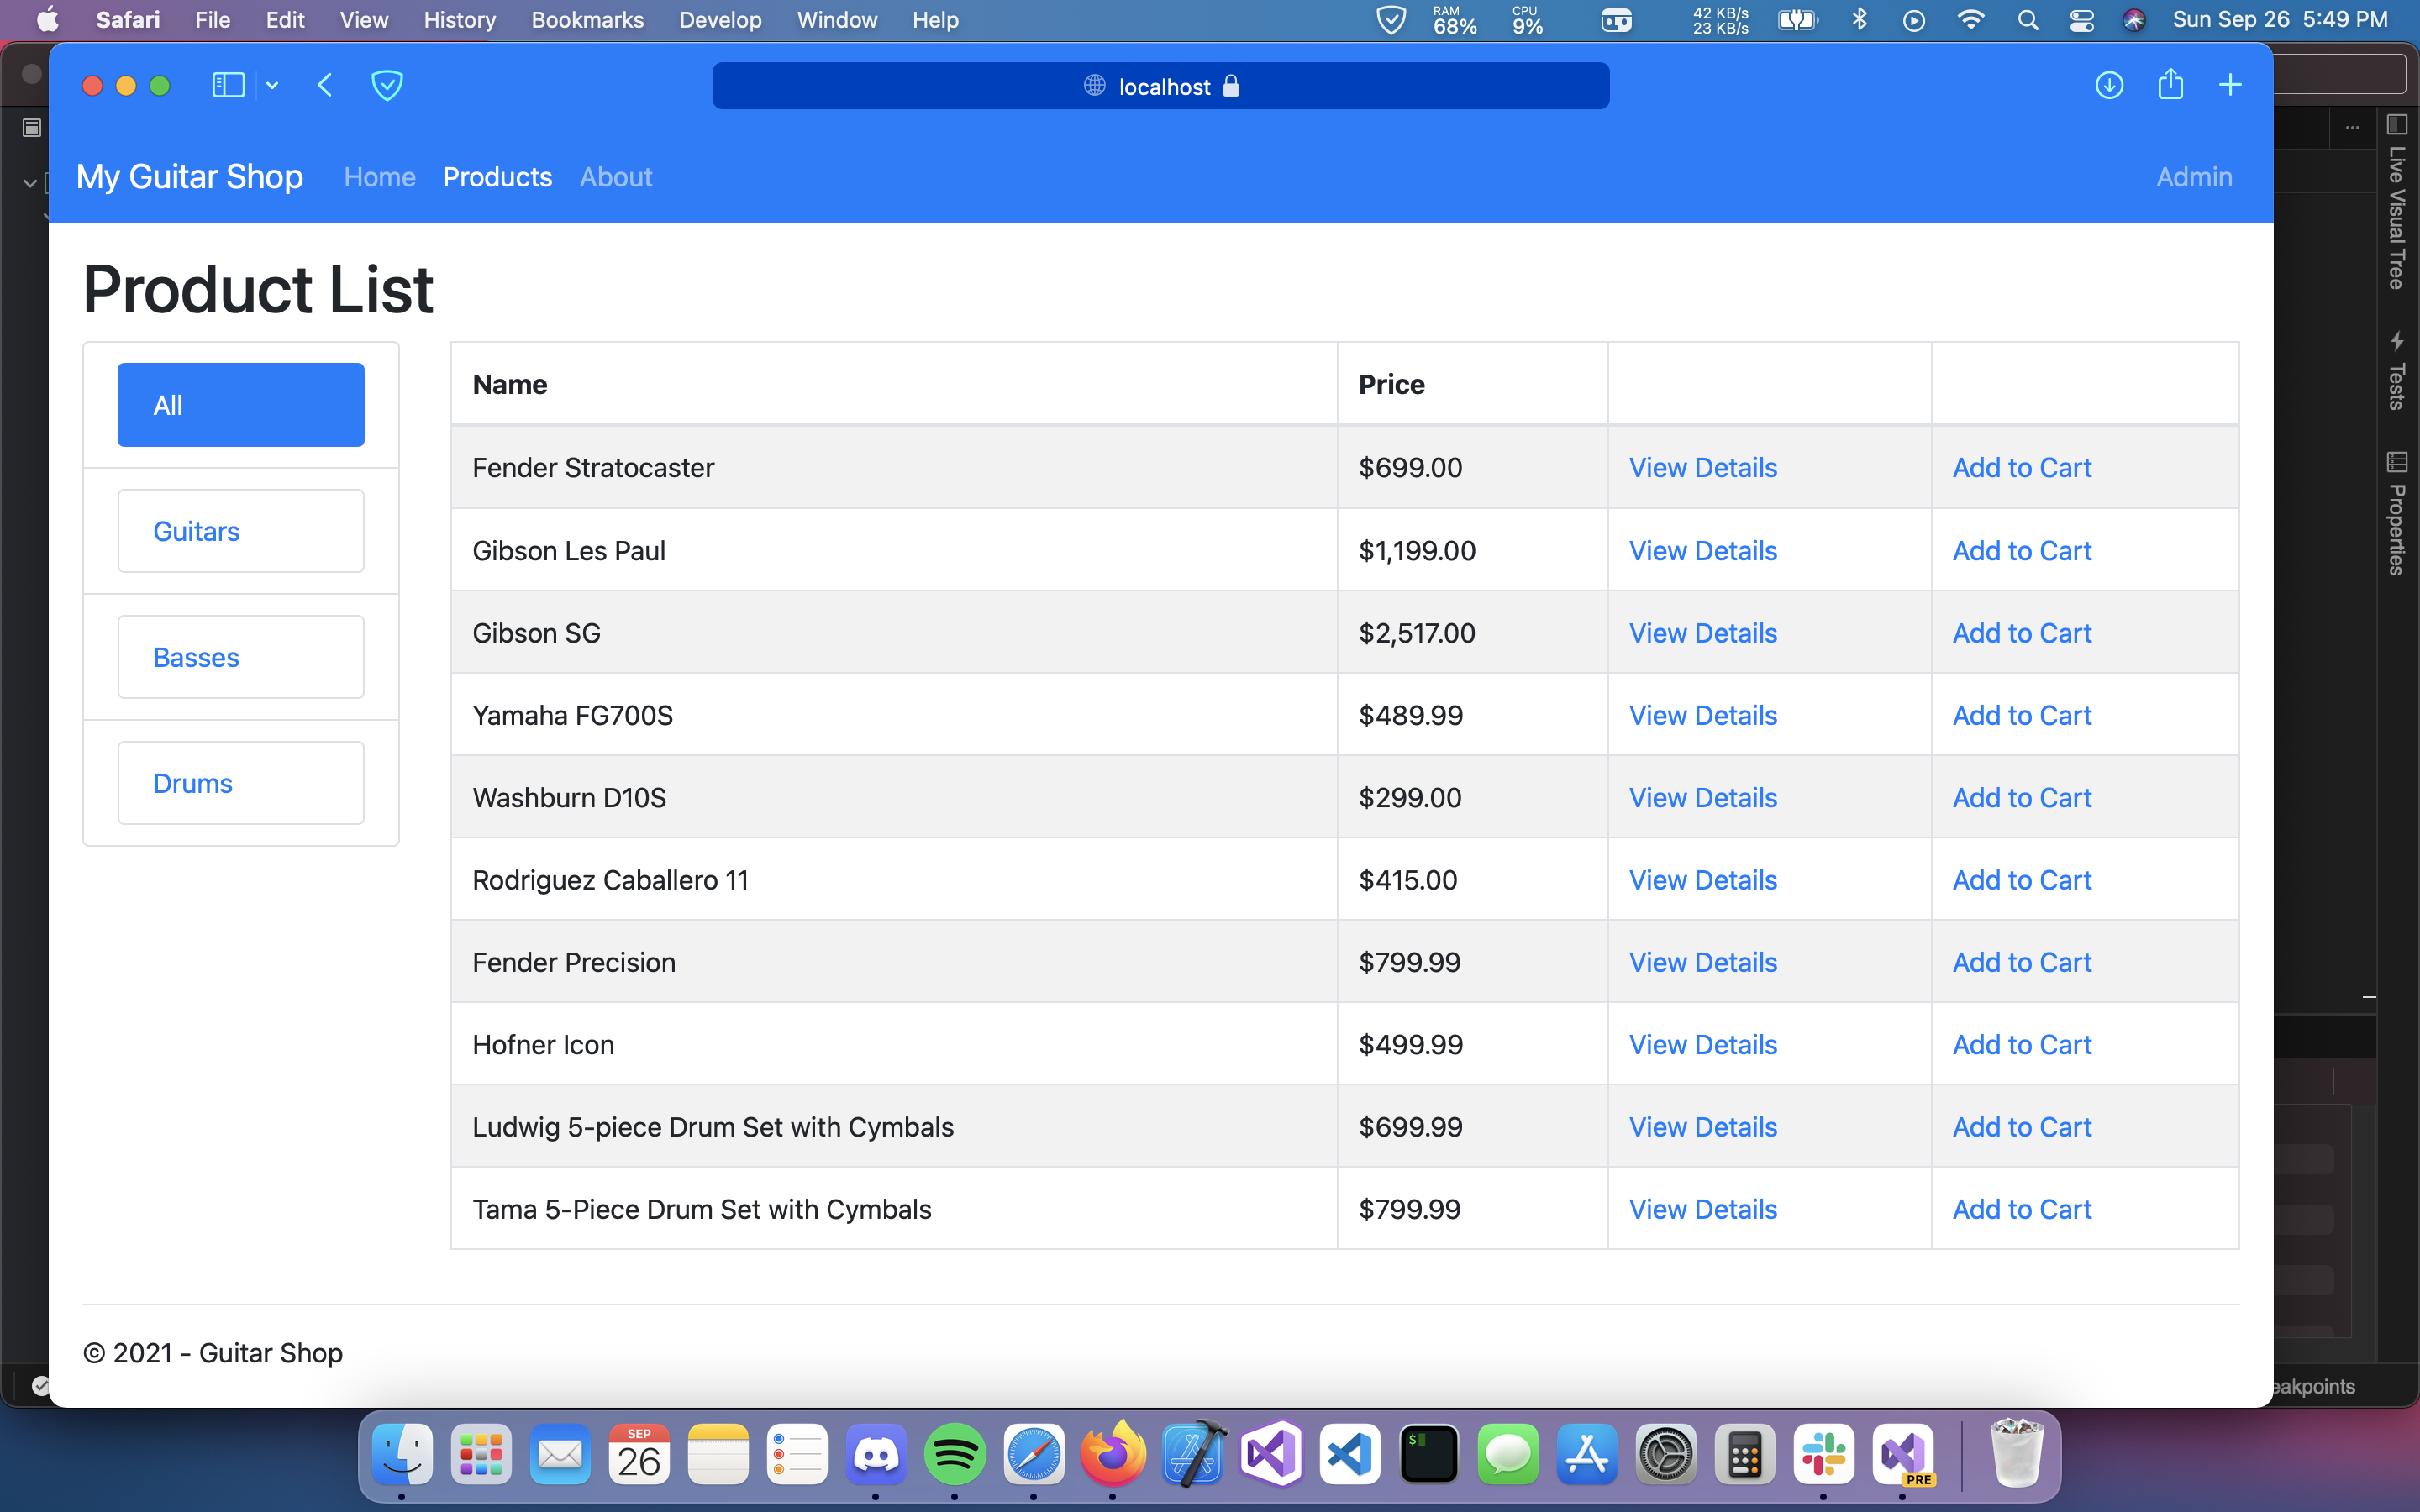 Safari File Edit View History Bookmarks Develop Window Help RAM 68% CPU 9% 42 KB/s 23 KB/s Sun Sep 26 5:49 PM
localhost
My Guitar Shop Home Products About Admin
Product List
All
Guitars
Basses
Drums
Name Price
Fender Stratocaster $699.00 View Details Add to Cart
Gibson Les Paul $1,199.00 View Details Add to Cart
Gibson SG $2,517.00 View Details Add to Cart
Yamaha FG700S $489.99 View Details Add to Cart
Washburn D10S $299.00 View Details Add to Cart
Rodriguez Caballero 11 $415.00 View Details Add to Cart
Fender Precision $799.99 View Details Add to Cart
Hofner Icon $499.99 View Details Add to Cart
Ludwig 5-piece Drum Set with Cymbals $699.99 View Details Add to Cart
Tama 5-Piece Drum Set with Cymbals $799.99 View Details Add to Cart
© 2021 - Guitar Shop
Live Visual Tree
Tests
Properties
eakpoints
SEP
26
$
PRE